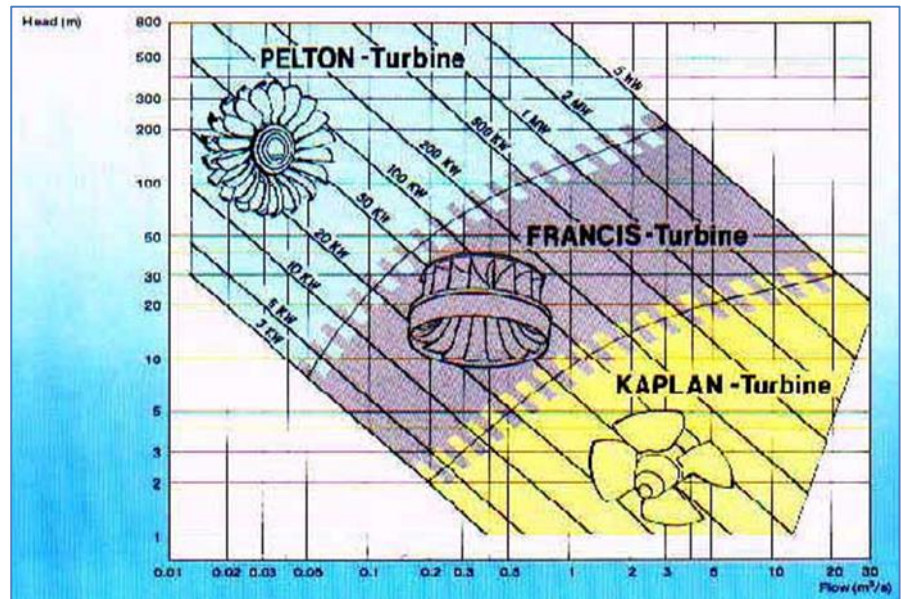 Head (m)
800
500
300
200
100
50
30
20
10
5
3
2
1
PELTON -Turbine
FRANCIS -Turbine
KAPLAN -Turbine
5 MW
2 MW
1 MW
500 KW
200 KW
100 KW
50 KW
20 KW
10 KW
5 KW
3 KW
0.01 0.02 0.03 0.05 0.1 0.2 0.3 0.5 1 2 3 5 10 20 30
Flow (m³/s)